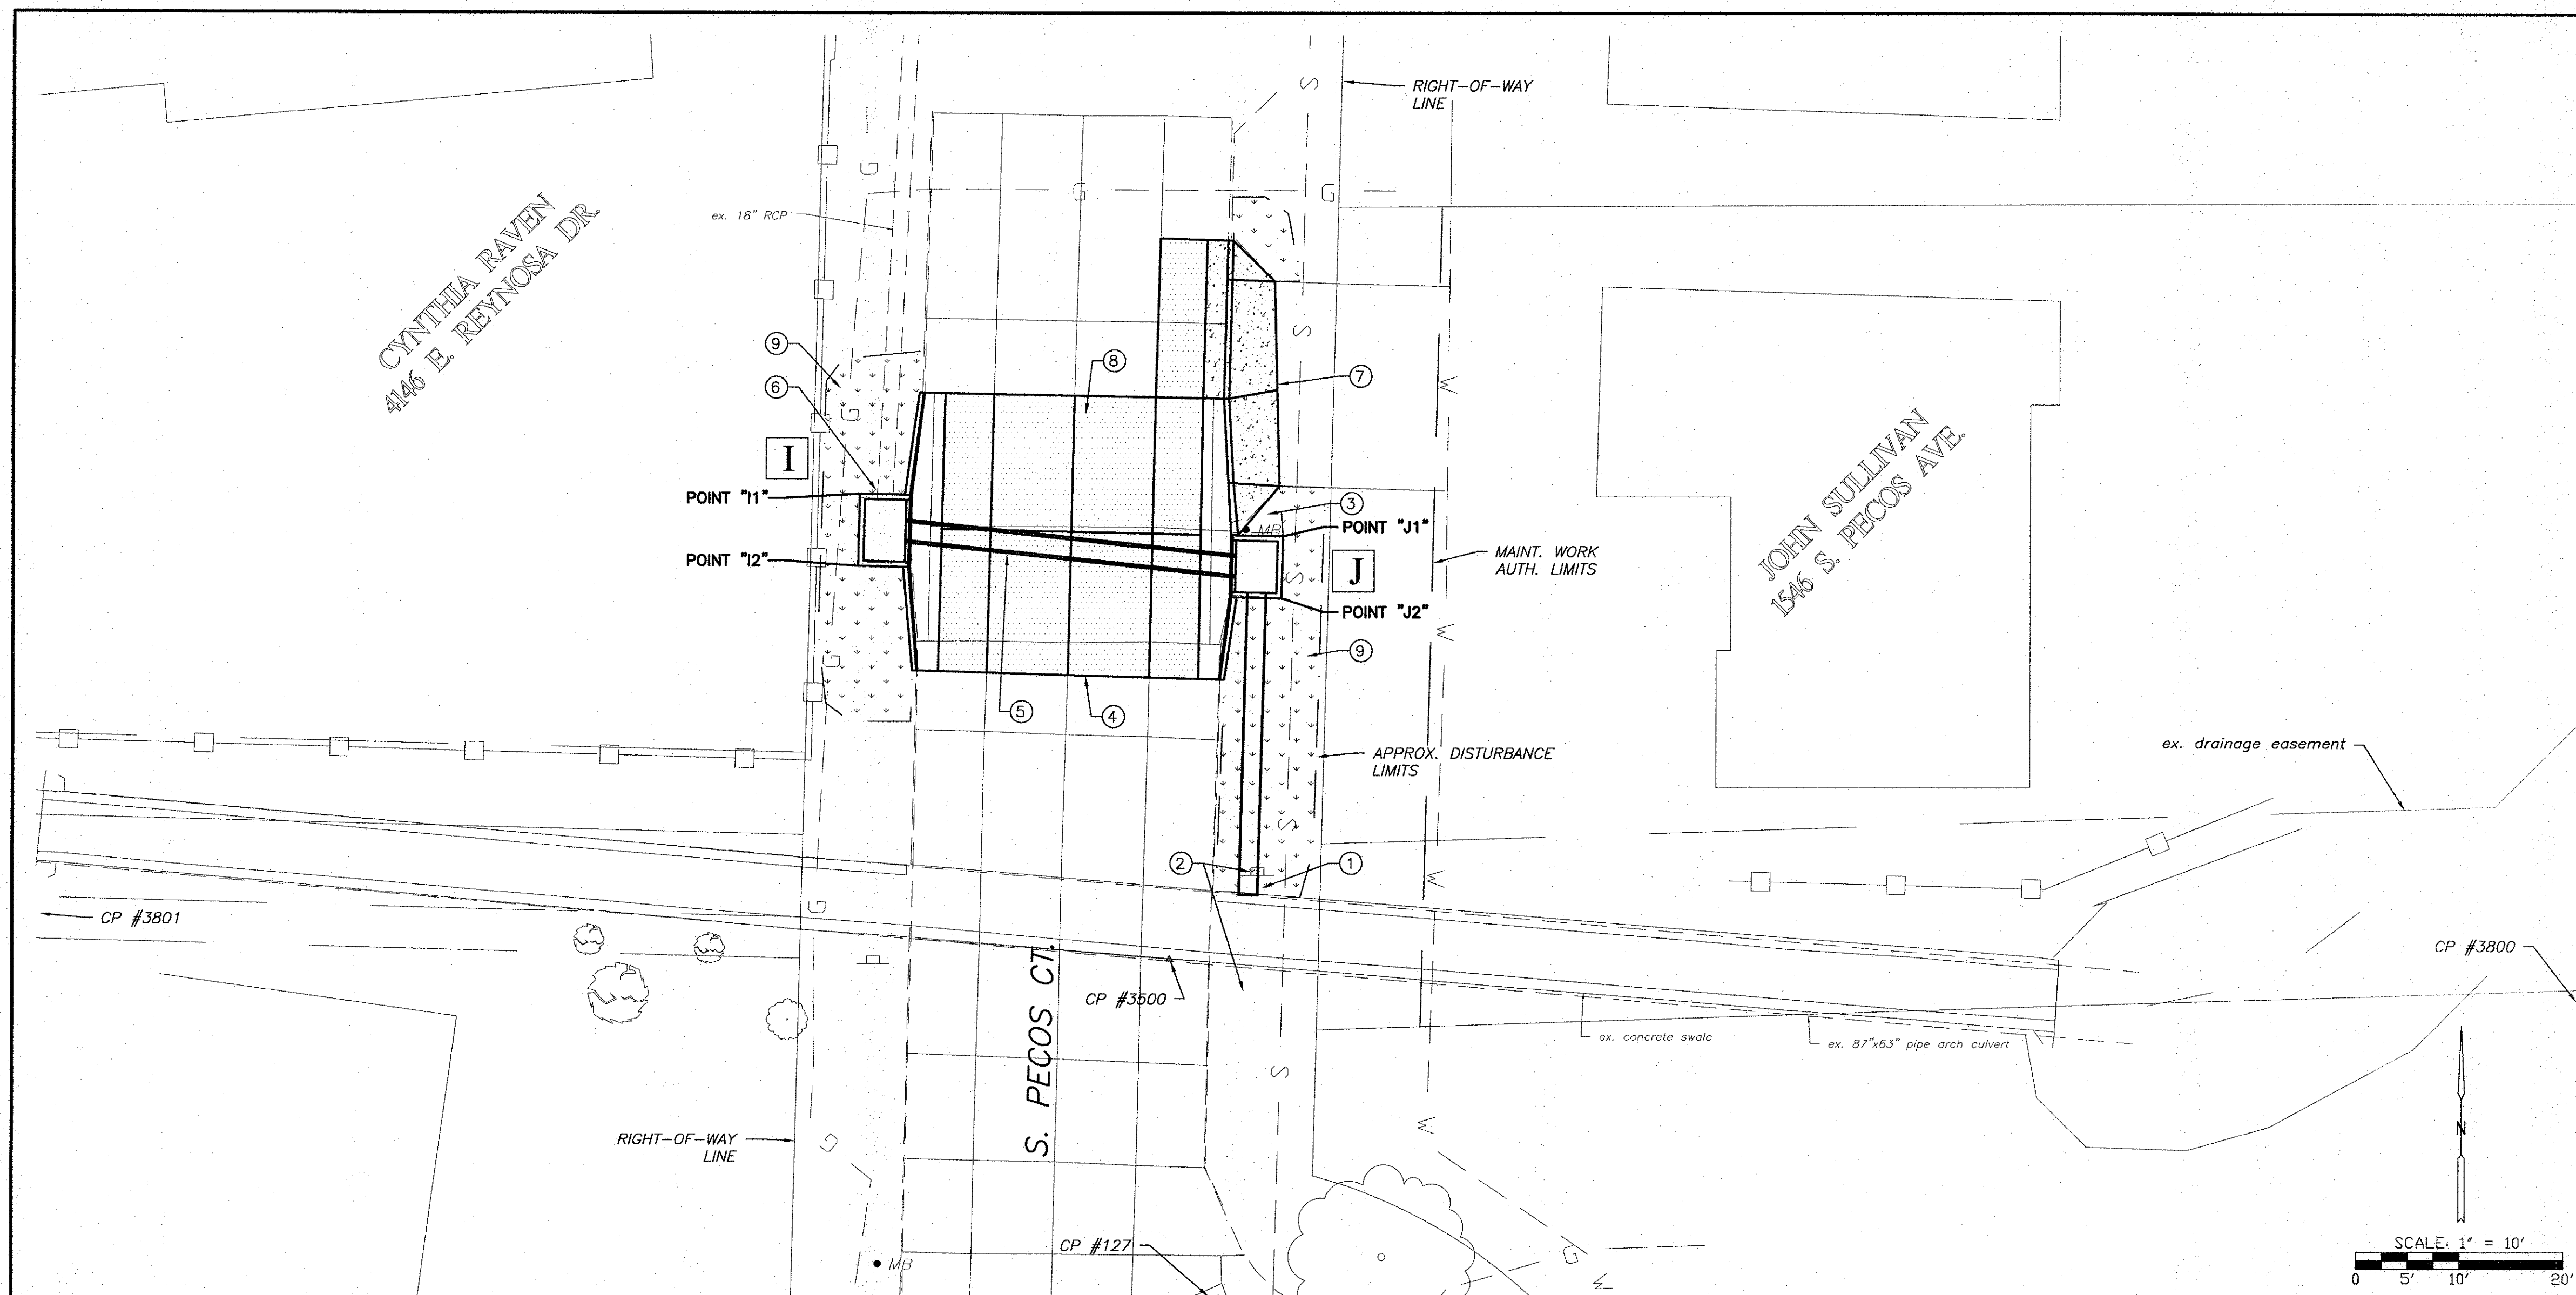 RIGHT-OF-WAY
LINE
S
G
G
G
ex. 18" RCP
CYNTHIA RAVEN
4146 E. REYNOSA DR.
9
8
6
7
S
W
G
I
POINT "I1"
3
MB
POINT "J1"
JOHN SULLIVAN
1546 S. PECOS AVE.
POINT "I2"
MAINT. WORK
AUTH. LIMITS
S
J
POINT "J2"
W
9
G
5
4
APPROX. DISTURBANCE
LIMITS
ex. drainage easement
S
2
1
W
G
CP #3801
CP #3800
S. PECOS CT.
CP #3500
ex. concrete swale
ex. 87"x63" pipe arch culvert
S
W
RIGHT-OF-WAY
LINE
G
N
CP #127
MB
G
W
SCALE: 1" = 10'
0 5' 10' 20'